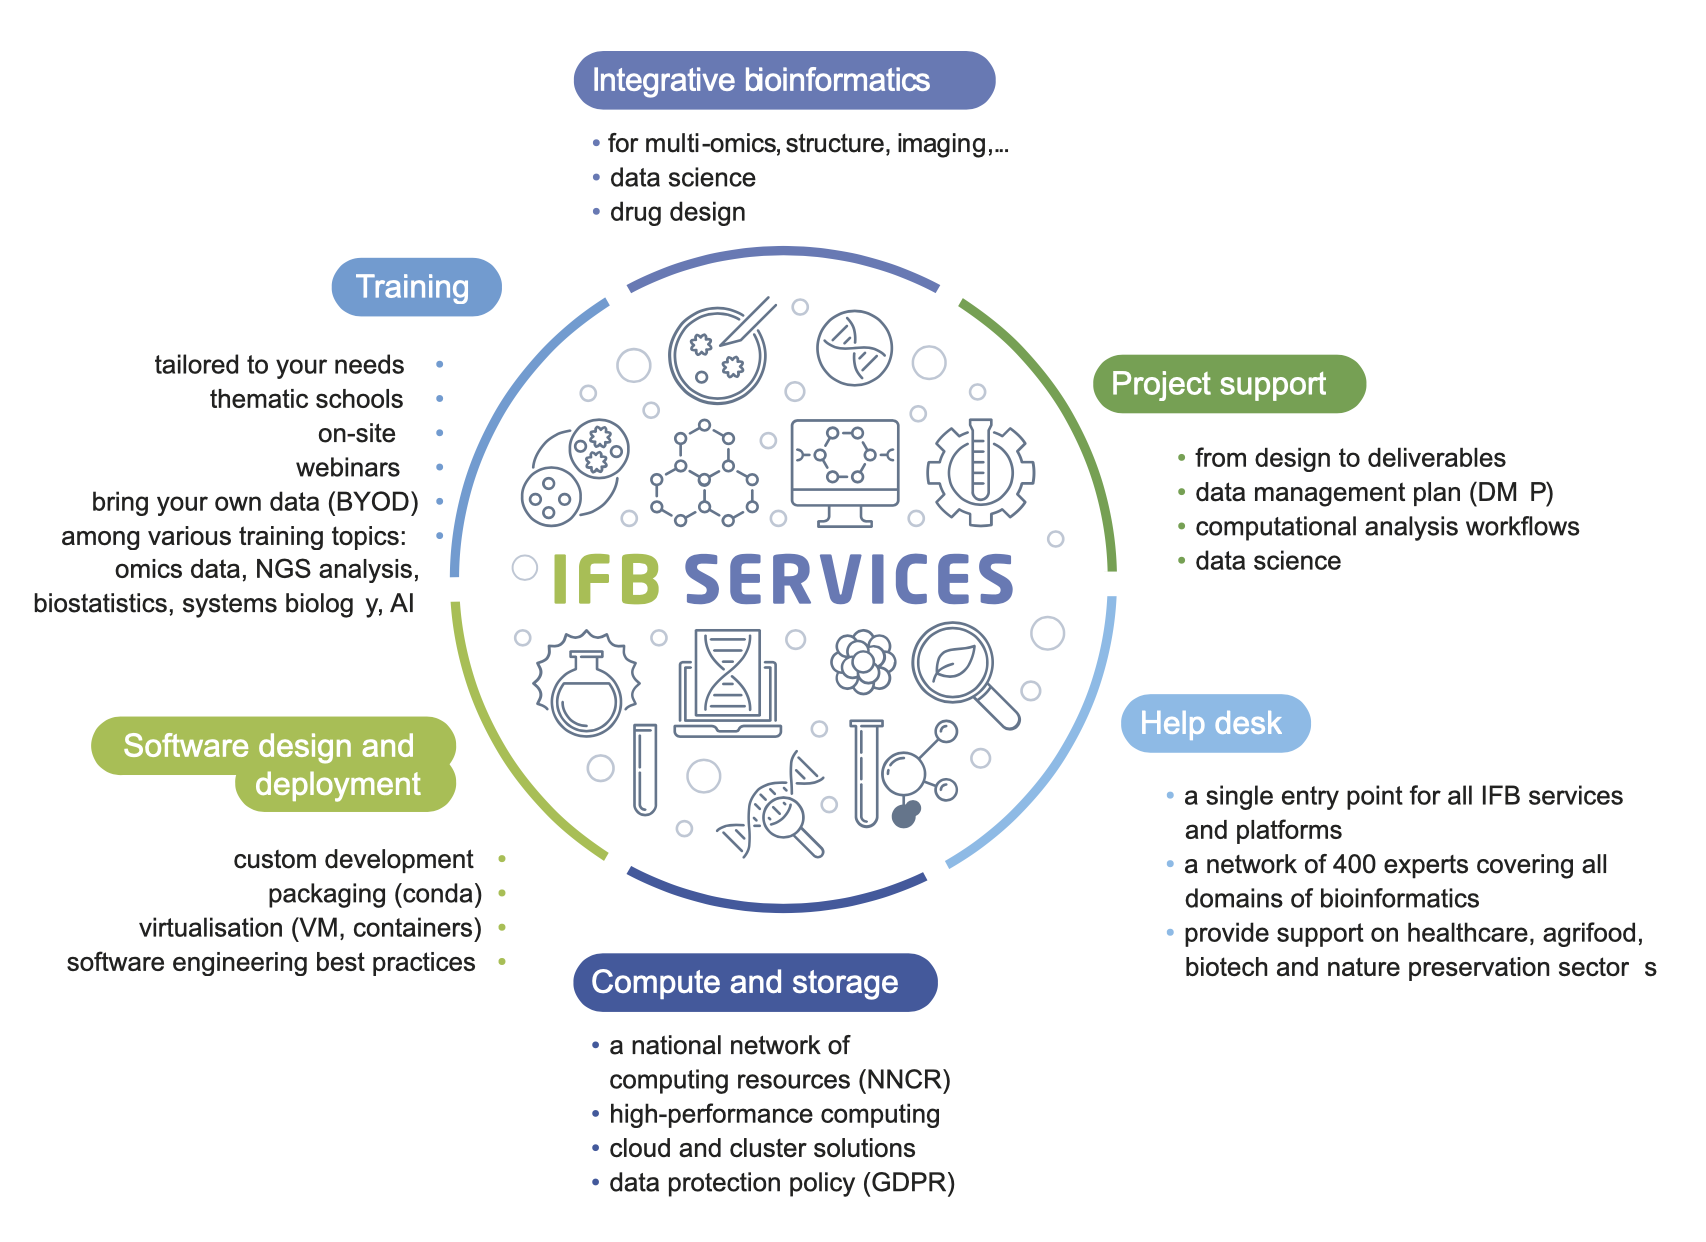 Integrative bioinformatics
• for multi-omics, structure, imaging,...
• data science
• drug design
Training
tailored to your needs •
thematic schools •
on-site •
webinars •
bring your own data (BYOD) •
among various training topics: •
omics data, NGS analysis,
biostatistics, systems biolog y, AI
Project support
• from design to deliverables
• data management plan (DM P)
• computational analysis workflows
• data science
IFB SERVICES
Software design and
deployment
custom development •
packaging (conda) •
virtualisation (VM, containers) •
software engineering best practices •
Help desk
• a single entry point for all IFB services
and platforms
• a network of 400 experts covering all
domains of bioinformatics
• provide support on healthcare, agrifood,
biotech and nature preservation sector s
Compute and storage
• a national network of
computing resources (NNCR)
• high-performance computing
• cloud and cluster solutions
• data protection policy (GDPR)